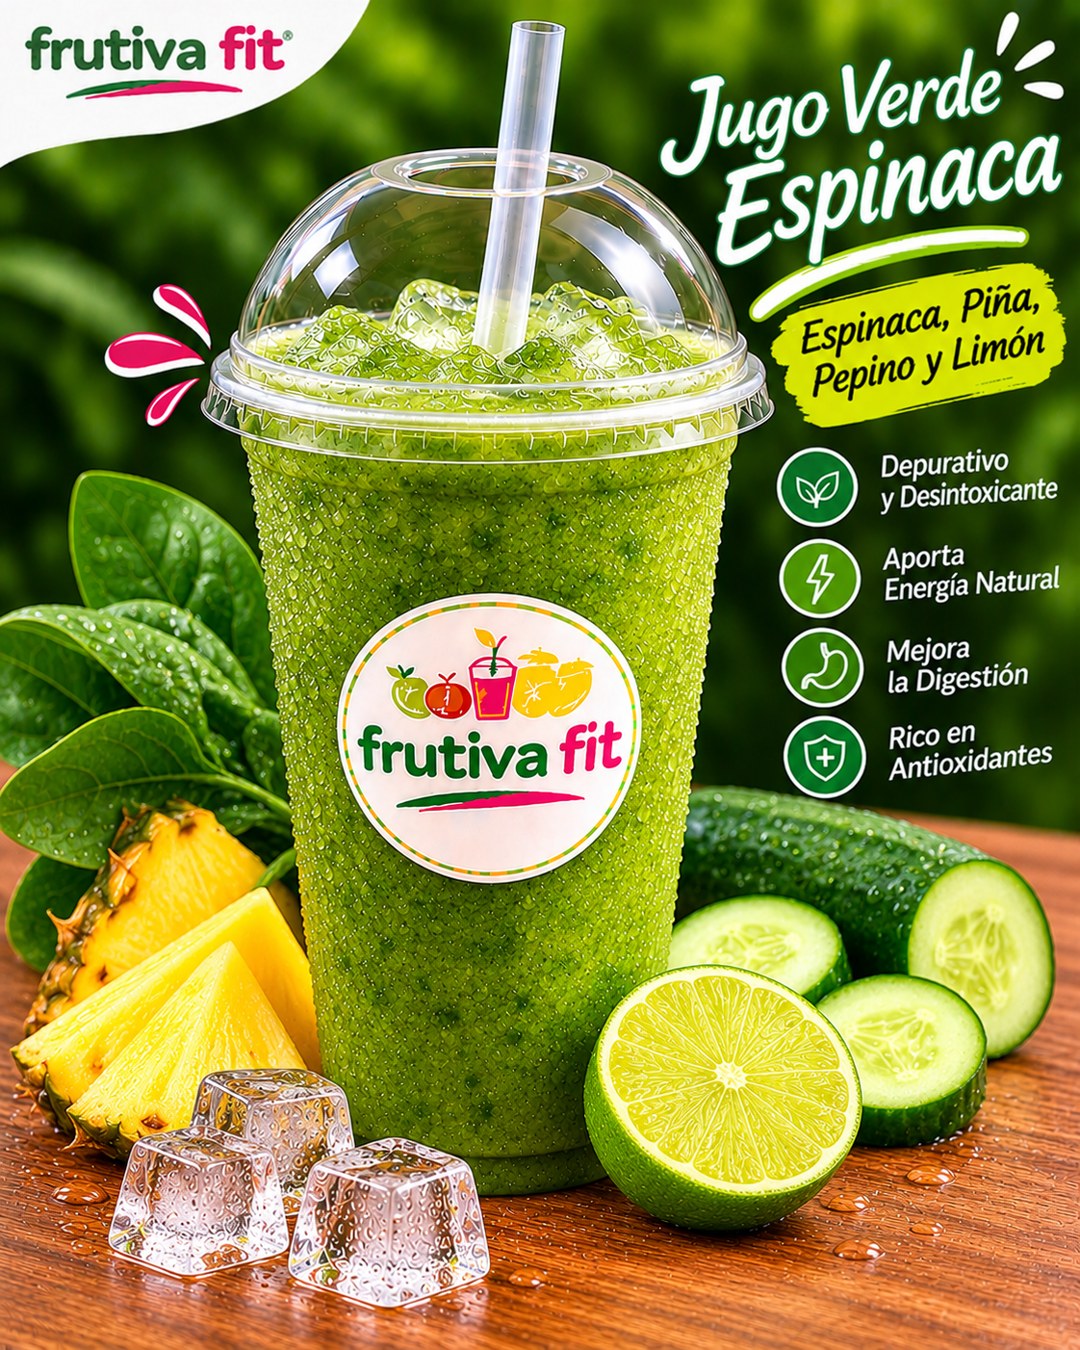 frutiva fit®
Jugo Verde
Espinaca
Espinaca, Piña,
Pepino y Limón
Depurativo
y Desintoxicante
Aporta
Energía Natural
Mejora
la Digestión
Rico en
Antioxidantes
frutiva fit